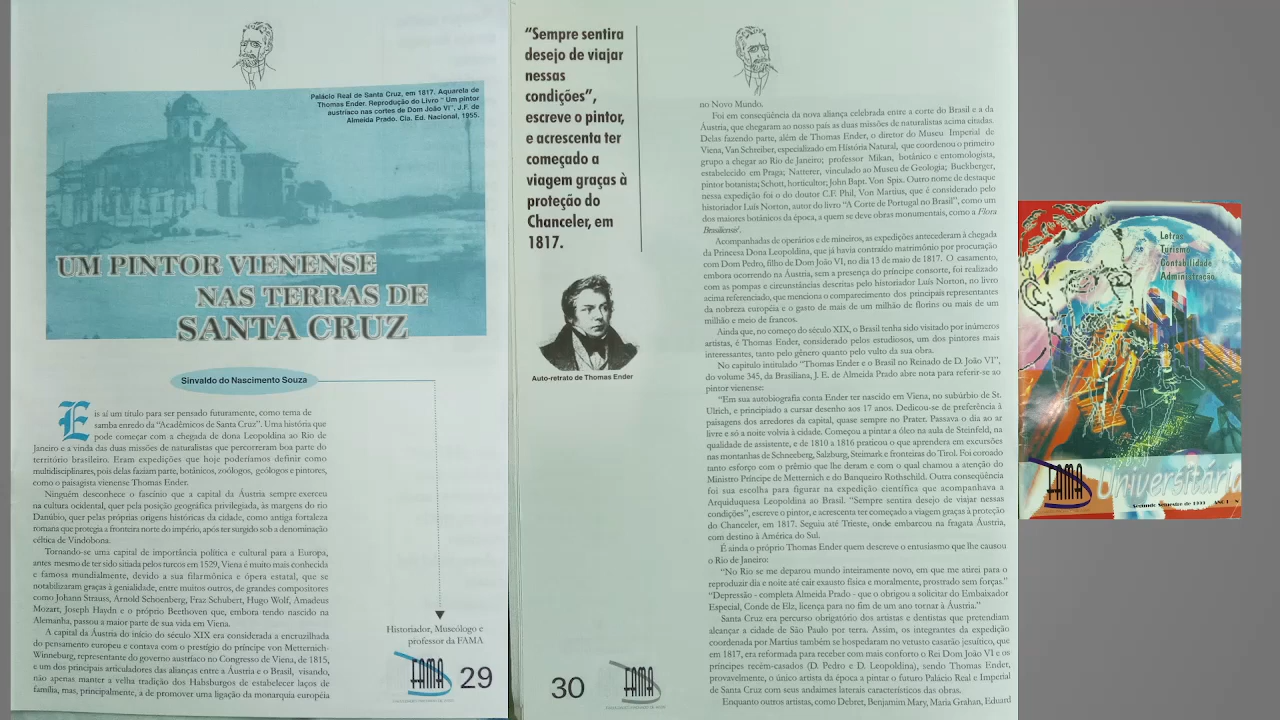 Palácio Real de Santa Cruz, em 1817. Aquarela de
Thomas Ender. Reprodução do Livro " Um pintor
austríaco nas cortes de Dom João VI", J.F. de
Almeida Prado. Cia. Ed. Nacional, 1955.
UM PINTOR VIENENSE
NAS TERRAS DE
SANTA CRUZ
Sinvaldo do Nascimento Souza
Eis aí um título para ser pensado futuramente, como tema de
samba enredo da "Acadêmicos de Santa Cruz". Uma história que
pode começar com a chegada de dona Leopoldina ao Rio de
Janeiro e a vinda das duas missões de naturalistas que percorreram boa parte do
território brasileiro. Eram expedições que hoje poderíamos definir como
multidisciplinares, pois delas faziam parte, botânicos, zoólogos, geólogos e pintores,
como o paisagista vienense Thomas Ender.
Ninguém desconhece o fascínio que a capital da Áustria sempre exerceu
na cultura ocidental, quer pela posição geográfica privilegiada, às margens do rio
Danúbio, quer pelas próprias origens históricas da cidade, como antiga fortaleza
romana que protegia a fronteira norte do império, após ter surgido sob a denominação
céltica de Vindobona.
Tornando-se uma capital de importância política e cultural para a Europa,
antes mesmo de ter sido sitiada pelos turcos em 1529, Viena é muito mais conhecida
e famosa mundialmente, devido a sua filarmônica e ópera estatal, que se
notabilizaram graças à genialidade, entre muitos outros, de grandes compositores
como Johann Strauss, Arnold Schoenberg, Fraz Schubert, Hugo Wolf, Amadeus
Mozart, Joseph Haydn e o próprio Beethoven que, embora tendo nascido na
Alemanha, passou a maior parte de sua vida em Viena.
A capital da Áustria do início do século XIX era considerada a encruzilhada
do pensamento europeu e contava com o prestígio do príncipe von Metternich-
Winneburg, representante do governo austríaco no Congresso de Viena, de 1815,
e um dos principais articuladores das alianças entre a Áustria e o Brasil, visando,
não apenas manter a velha tradição dos Habsburgos de estabelecer laços de
família, mas, principalmente, a de promover uma ligação da monarquia européia
Historiador, Museólogo e
professor da FAMA
FAMA
29
"Sempre sentira
desejo de viajar
nessas
condições",
escreve o pintor,
e acrescenta ter
começado a
viagem graças à
proteção do
Chanceler, em
1817.
Auto-retrato de Thomas Ender
30
FAMA
no Novo Mundo.
Foi em conseqüência da nova aliança celebrada entre a corte do Brasil e a da
Áustria, que chegaram ao nosso país as duas missões de naturalistas acima citadas.
Delas fazendo parte, além de Thomas Ender, o diretor do Museu Imperial de
Viena, Van Schreiber, especializado em História Natural, que coordenou o primeiro
grupo a chegar ao Rio de Janeiro; professor Mikan, botânico e entomologista,
estabelecido em Praga; Natterer, vinculado ao Museu de Geologia; Buckberger,
pintor botanista; Schott, horticultor; John Bapt. Von Spis. Outro nome de destaque
nessa expedição foi o do doutor C.F. Phil, Von Martius, que é considerado pelo
historiador Luís Norton, autor do livro "A Corte de Portugal no Brasil", como um
dos maiores botânicos da época, a quem se deve obras monumentais, como a Flora
Brasiliensis'.
Acompanhadas de operários e de mineiros, as expedições antecederam à chegada
da Princesa Dona Leopoldina, que já havia contraído matrimônio por procuração
com Dom Pedro, filho de Dom João VI, no dia 13 de maio de 1817. O casamento,
embora ocorrendo na Áustria, sem a presença do príncipe consorte, foi realizado
com as pompas e circunstâncias descritas pelo historiador Luís Norton, no livro
acima referenciado, que menciona o comparecimento dos principais representantes
da nobreza européia e o gasto de mais de um milhão de florins ou mais de um
milhão e meio de francos.
Ainda que, no começo do século XIX, o Brasil tenha sido visitado por inúmeros
artistas, é Thomas Ender, considerado pelos estudiosos, um dos pintores mais
interessantes, tanto pelo gênero quanto pelo vulto da sua obra.
No capítulo intitulado "Thomas Ender e o Brasil no Reinado de D. João VI",
do volume 345, da Brasiliana, J. E. de Almeida Prado abre nota para referir-se ao
pintor vienense:
"Em sua autobiografia conta Ender ter nascido em Viena, no subúrbio de St.
Ulrich, e principiado a cursar desenho aos 17 anos. Dedicou-se de preferência à
paisagens dos arredores da capital, quase sempre no Prater. Passava o dia ao ar
livre e só a noite volvia à cidade. Começou a pintar a óleo na aula de Steinfeld, na
qualidade de assistente, e de 1810 a 1816 praticou o que aprendera em excursões
nas montanhas de Schneeberg, Salzburg, Steimark e fronteiras do Tirol. Foi coroado
tanto esforço com o prêmio que lhe deram e com o qual chamou a atenção do
Ministro Príncipe de Metternich e do Banqueiro Rothschild. Outra conseqüência
foi sua escolha para figurar na expedição científica que acompanhava a
Arquiduquesa Leopoldina ao Brasil. "Sempre sentira desejo de viajar nessas
condições", escreve o pintor, e acrescenta ter começado a viagem graças à proteção
do Chanceler, em 1817. Seguia até Trieste, onde embarcou na fragata Áustria,
com destino à América do Sul.
É ainda o próprio Thomas Ender quem descreve o entusiasmo que lhe causou
o Rio de Janeiro:
"No Rio se me deparou mundo inteiramente novo, em que me atirei para o
reproduzir dia e noite até cair exausto física e moralmente, prostrado sem forças."
"Depressão - completa Almeida Prado - que o obrigou a solicitar do Embaixador
Especial, Conde de Elz, licença para no fim de um ano tornar à Áustria."
Santa Cruz era percurso obrigatório dos artistas e dentistas que pretendiam
alcançar a cidade de São Paulo por terra. Assim, os integrantes da expedição
coordenada por Martius também se hospedaram no vetusto casarão jesuítico, que
em 1817, era reformada para receber com mais conforto o Rei Dom João VI e os
príncipes recém-casados (D. Pedro e D. Leopoldina), sendo Thomas Ender,
provavelmente, o único artista da época a pintar o futuro Palácio Real e Imperial
de Santa Cruz com seus andaimes laterais característicos das obras.
Enquanto outros artistas, como Debret, Benjamim Mary, Maria Grahan, Eduard
Letras
Turismo
Contabilidade
Administração
FAMA
Universitária
Segundo Semestre de 1999 ANO I